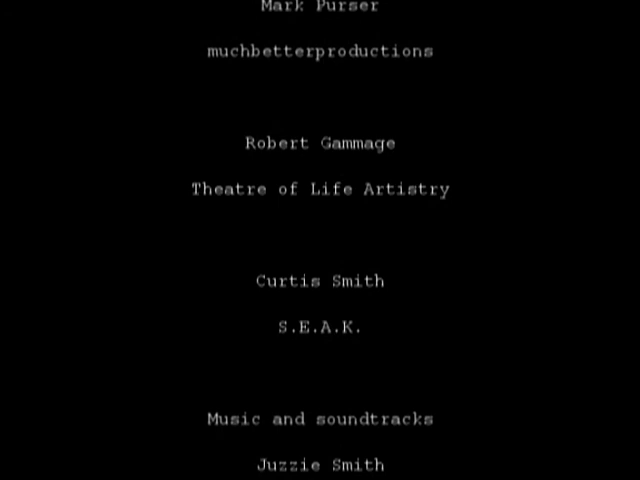 Mark Purser
muchbetterproductions
Robert Gammage
Theatre of Life Artistry
Curtis Smith
S.E.A.K.
Music and soundtracks
Juzzie Smith